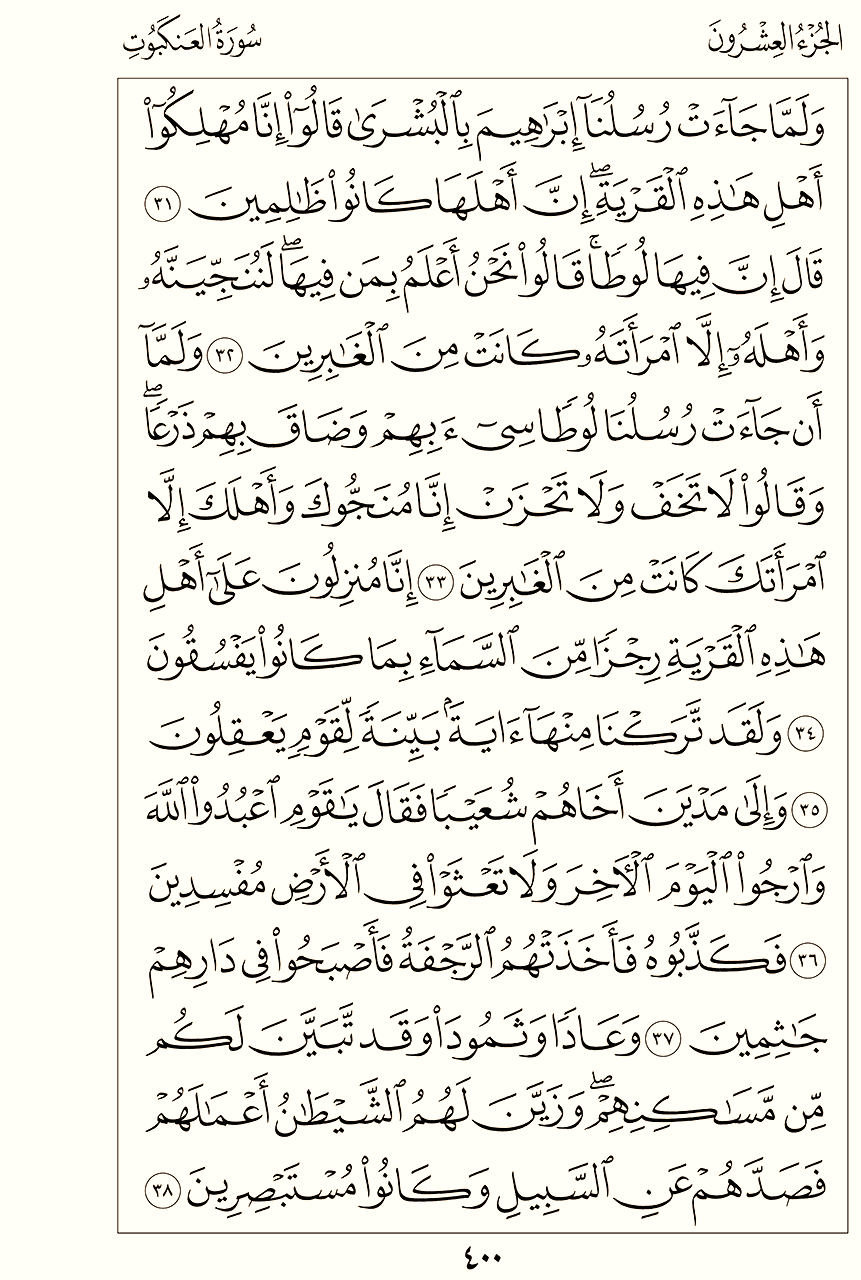 الجُزْءُ العِشْرُونَ
سُورَةُ العَنكَبُوتِ
وَلَمَّا جَآءَتْ رُسُلُنَآ إِبْرَٰهِيمَ بِٱلْبُشْرَىٰ قَالُوٓا۟ إِنَّا مُهْلِكُوٓا۟
أَهْلِ هَٰذِهِ ٱلْقَرْيَةِ ۖ إِنَّ أَهْلَهَا كَانُوا۟ ظَٰلِمِينَ ٣١
قَالَ إِنَّ فِيهَا لُوطًا ۚ قَالُوا۟ نَحْنُ أَعْلَمُ بِمَن فِيهَا ۖ لَنُنَجِّيَنَّهُۥ
وَأَهْلَهُۥٓ إِلَّا ٱمْرَأَتَهُۥ كَانَتْ مِنَ ٱلْغَٰبِرِينَ ٣٢ وَلَمَّآ
أَن جَآءَتْ رُسُلُنَا لُوطًا سِىٓءَ بِهِمْ وَضَاقَ بِهِمْ ذَرْعًا ۖ
وَقَالُوا۟ لَا تَخَفْ وَلَا تَحْزَنْ إِنَّا مُنَجُّوكَ وَأَهْلَكَ إِلَّا
ٱمْرَأَتَكَ كَانَتْ مِنَ ٱلْغَٰبِرِينَ ٣٣ إِنَّا مُنزِلُونَ عَلَىٰٓ أَهْلِ
هَٰذِهِ ٱلْقَرْيَةِ رِجْزًا مِّنَ ٱلسَّمَآءِ بِمَا كَانُوا۟ يَفْسُقُونَ
٣٤ وَلَقَد تَّرَكْنَا مِنْهَآ ءَايَةًۢ بَيِّنَةً لِّقَوْمٍ يَعْقِلُونَ
٣٥ وَإِلَىٰ مَدْيَنَ أَخَاهُمْ شُعَيْبًا فَقَالَ يَٰقَوْمِ ٱعْبُدُوا۟ ٱللَّهَ
وَٱرْجُوا۟ ٱلْيَوْمَ ٱلْءَاخِرَ وَلَا تَعْثَوْا۟ فِى ٱلْأَرْضِ مُفْسِدِينَ
٣٦ فَكَذَّبُوهُ فَأَخَذَتْهُمُ ٱلرَّجْفَةُ فَأَصْبَحُوا۟ فِى دَارِهِمْ
جَٰثِمِينَ ٣٧ وَعَادًا وَثَمُودَا۟ وَقَد تَّبَيَّنَ لَكُم
مِّن مَّسَٰكِنِهِمْ ۖ وَزَيَّنَ لَهُمُ ٱلشَّيْطَٰنُ أَعْمَٰلَهُمْ
فَصَدَّهُمْ عَنِ ٱلسَّبِيلِ وَكَانُوا۟ مُسْتَبْصِرِينَ ٣٨
٤٠٠